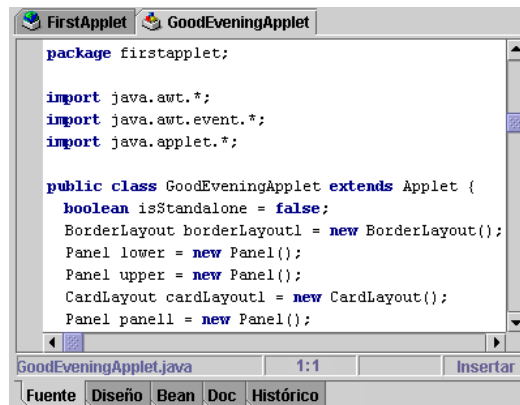 FirstApplet GoodEveningApplet
package firstapplet;
import java.awt.*;
import java.awt.event.*;
import java.applet.*;
public class GoodEveningApplet extends Applet {
boolean isStandalone = false;
BorderLayout borderLayout1 = new BorderLayout();
Panel lower = new Panel();
Panel upper = new Panel();
CardLayout cardLayout1 = new CardLayout();
Panel panel1 = new Panel();
GoodEveningApplet.java 1:1 Insertar
Fuente Diseño Bean Doc Histórico